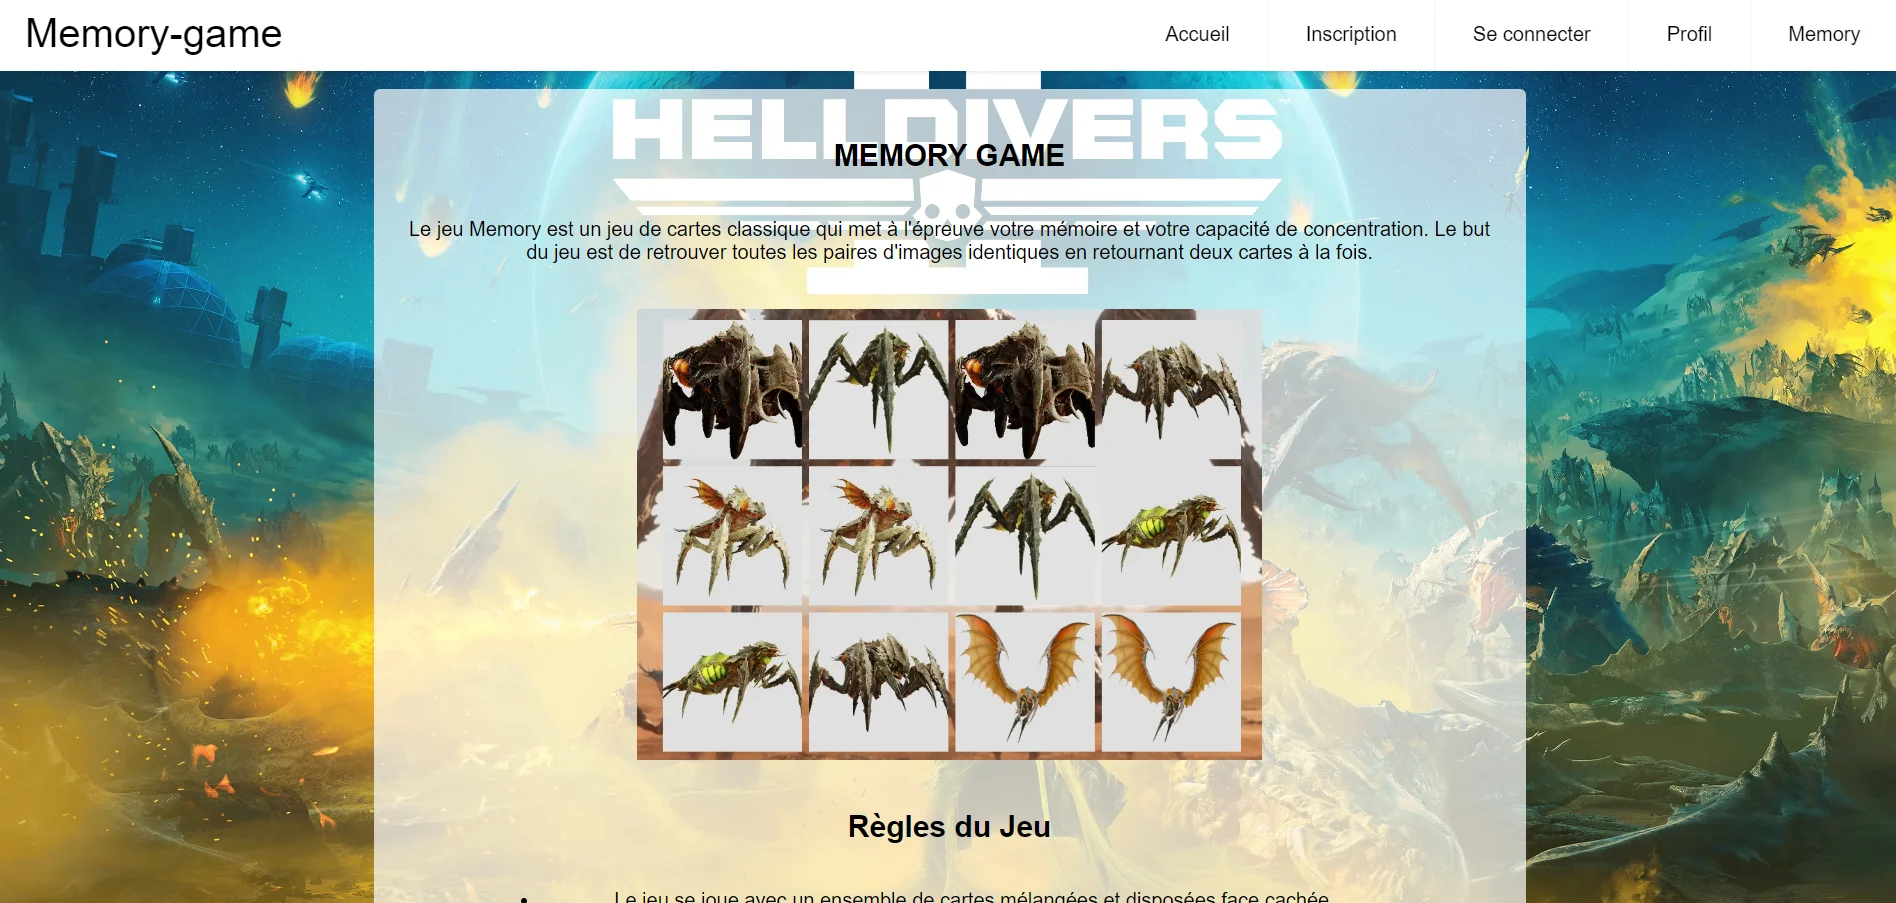 Memory-game
Accueil
Inscription
Se connecter
Profil
Memory
HELLDIVERS™
MEMORY GAME
Le jeu Memory est un jeu de cartes classique qui met à l'épreuve votre mémoire et votre capacité de concentration. Le but
du jeu est de retrouver toutes les paires d'images identiques en retournant deux cartes à la fois.
Règles du Jeu
• Le jeu se joue avec un ensemble de cartes mélangées et disposées face cachée